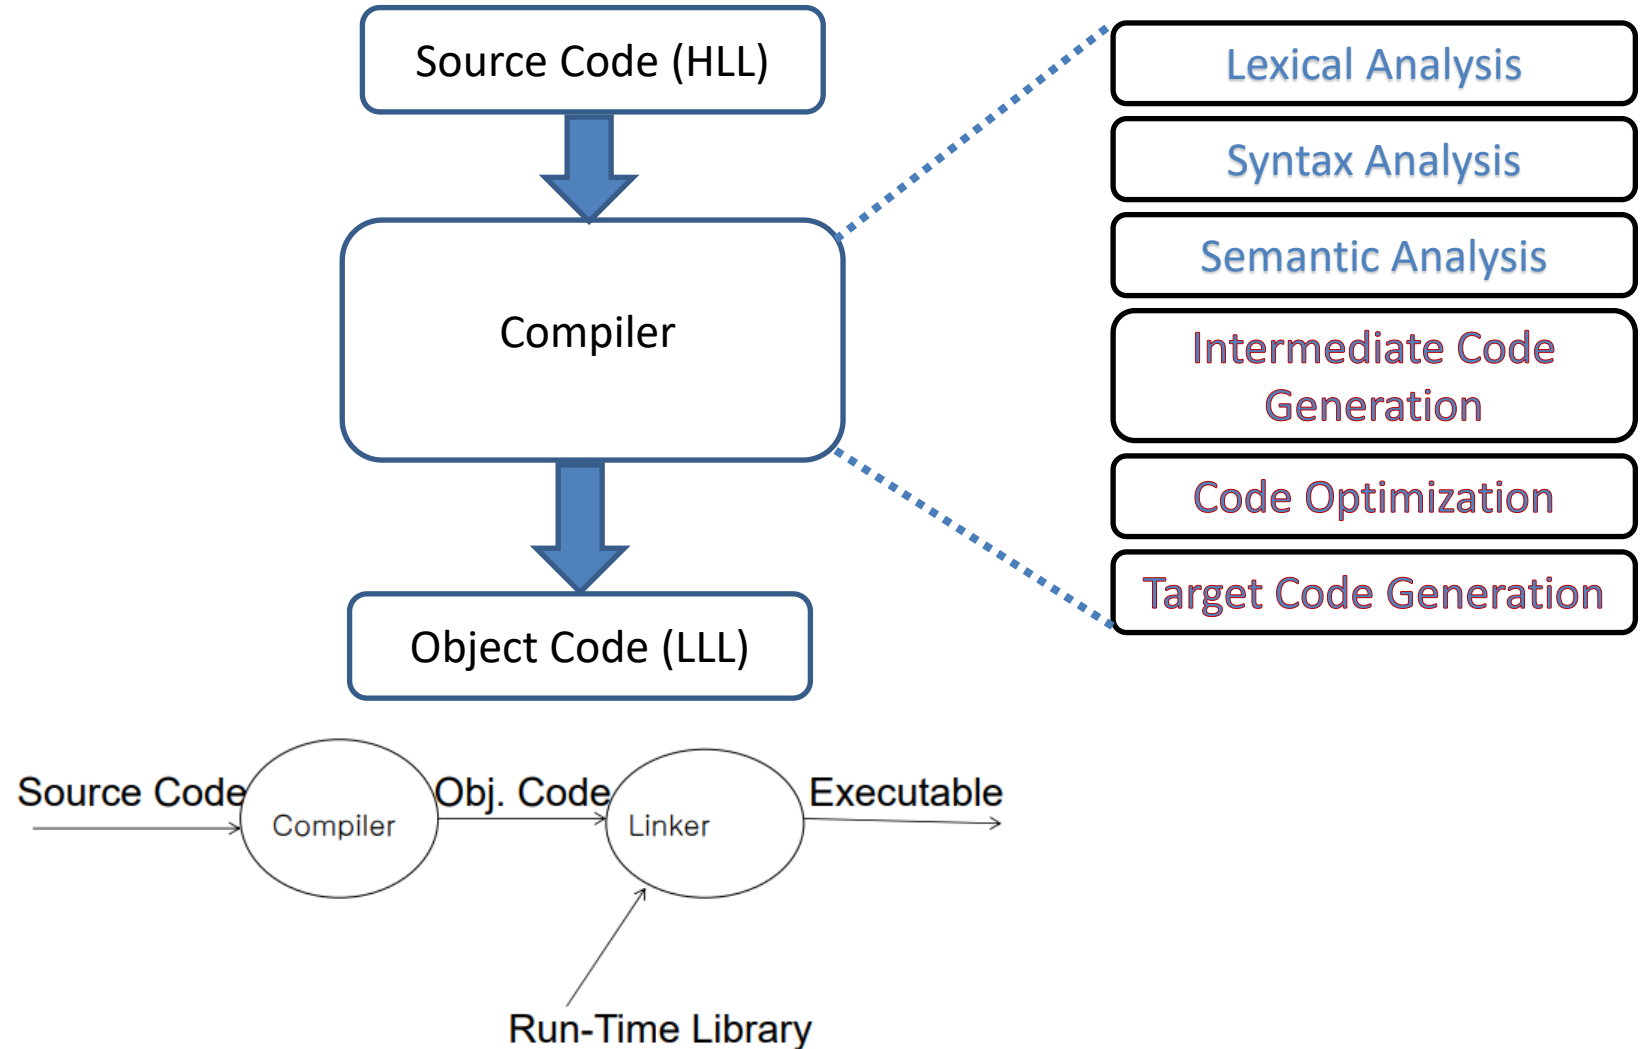 Source Code (HLL)
Compiler
Object Code (LLL)
Lexical Analysis
Syntax Analysis
Semantic Analysis
Intermediate Code
Generation
Code Optimization
Target Code Generation
Source Code
Compiler
Obj. Code
Linker
Executable
Run-Time Library